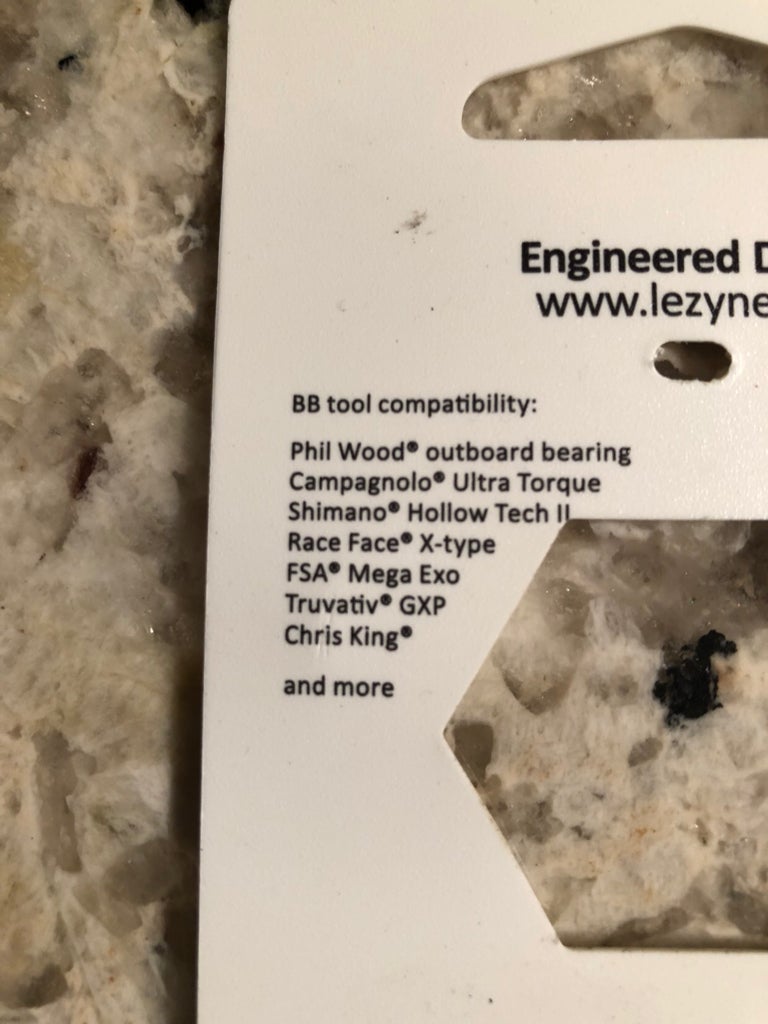 Engineered
www.lezyne
BB tool compatibility:
Phil Wood® outboard bearing
Campagnolo® Ultra Torque
Shimano® Hollow Tech II
Race Face® X-type
FSA® Mega Exo
Truvativ® GXP
Chris King®
and more